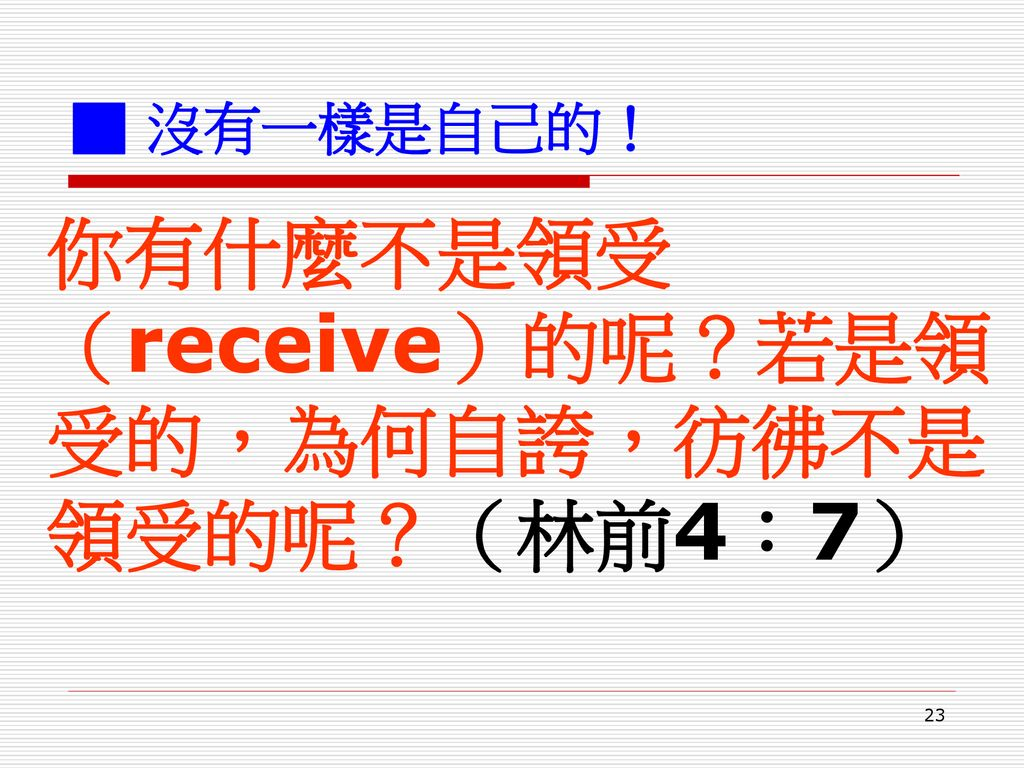 ■ 沒有一樣是自己的！
你有什麼不是領受
（receive）的呢？若是領
受的，為何自誇，彷彿不是
領受的呢？（林前4：7）
23